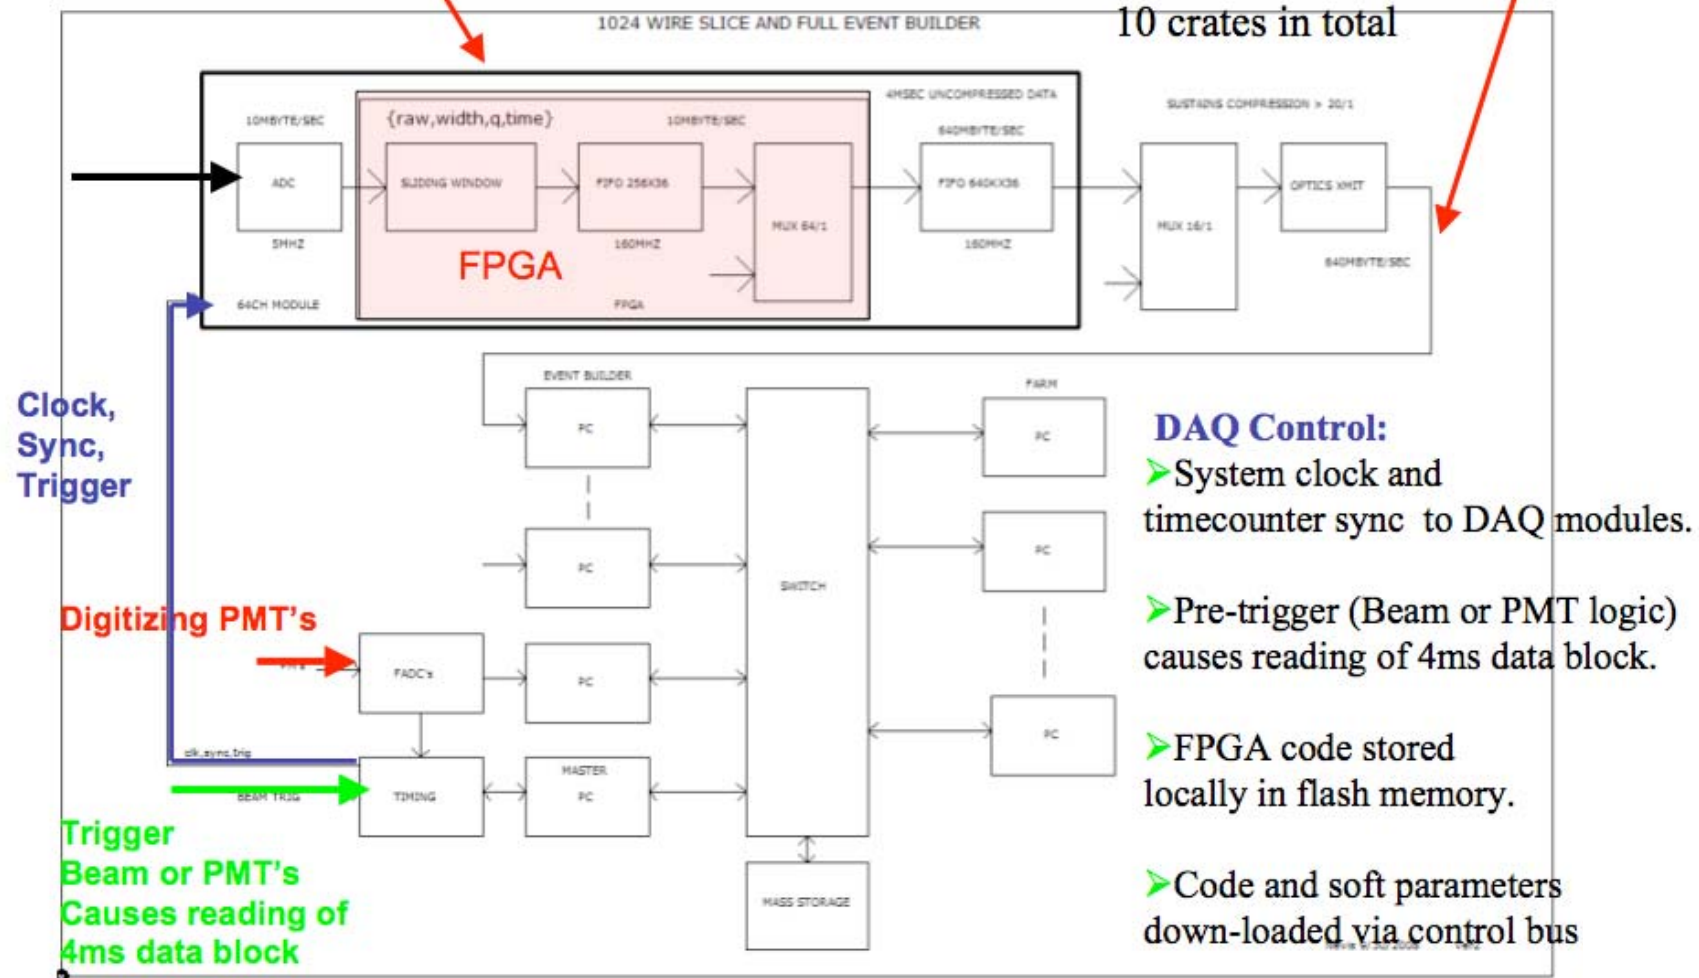 1024 WIRE SLICE AND FULL EVENT BUILDER
10 crates in total
4MSEC UNCOMPRESSED DATA
SUSTAINS COMPRESSION > 20/1
10MBYTE/SEC
{raw,width,q,time}
10MBYTE/SEC
640MBYTE/SEC
ADC
SLIDING WINDOW
FIFO 256X36
MUX 64/1
FIFO 640KX36
MUX 16/1
OPTICS XMIT
5MHZ
FPGA
160MHZ
160MHZ
640MBYTE/SEC
64CH MODULE
FPGA
EVENT BUILDER
FARM
PC
PC
Clock,
Sync,
Trigger
DAQ Control:
➢System clock and
timecounter sync to DAQ modules.
PC
PC
SWITCH
Digitizing PMT's
➢Pre-trigger (Beam or PMT logic)
causes reading of 4ms data block.
FADC's
PC
PC
clk,sync,trig
➢FPGA code stored
locally in flash memory.
BEAM TRIG
TIMING
MASTER
PC
Trigger
Beam or PMT's
Causes reading of
4ms data block
MASS STORAGE
➢Code and soft parameters
down-loaded via control bus